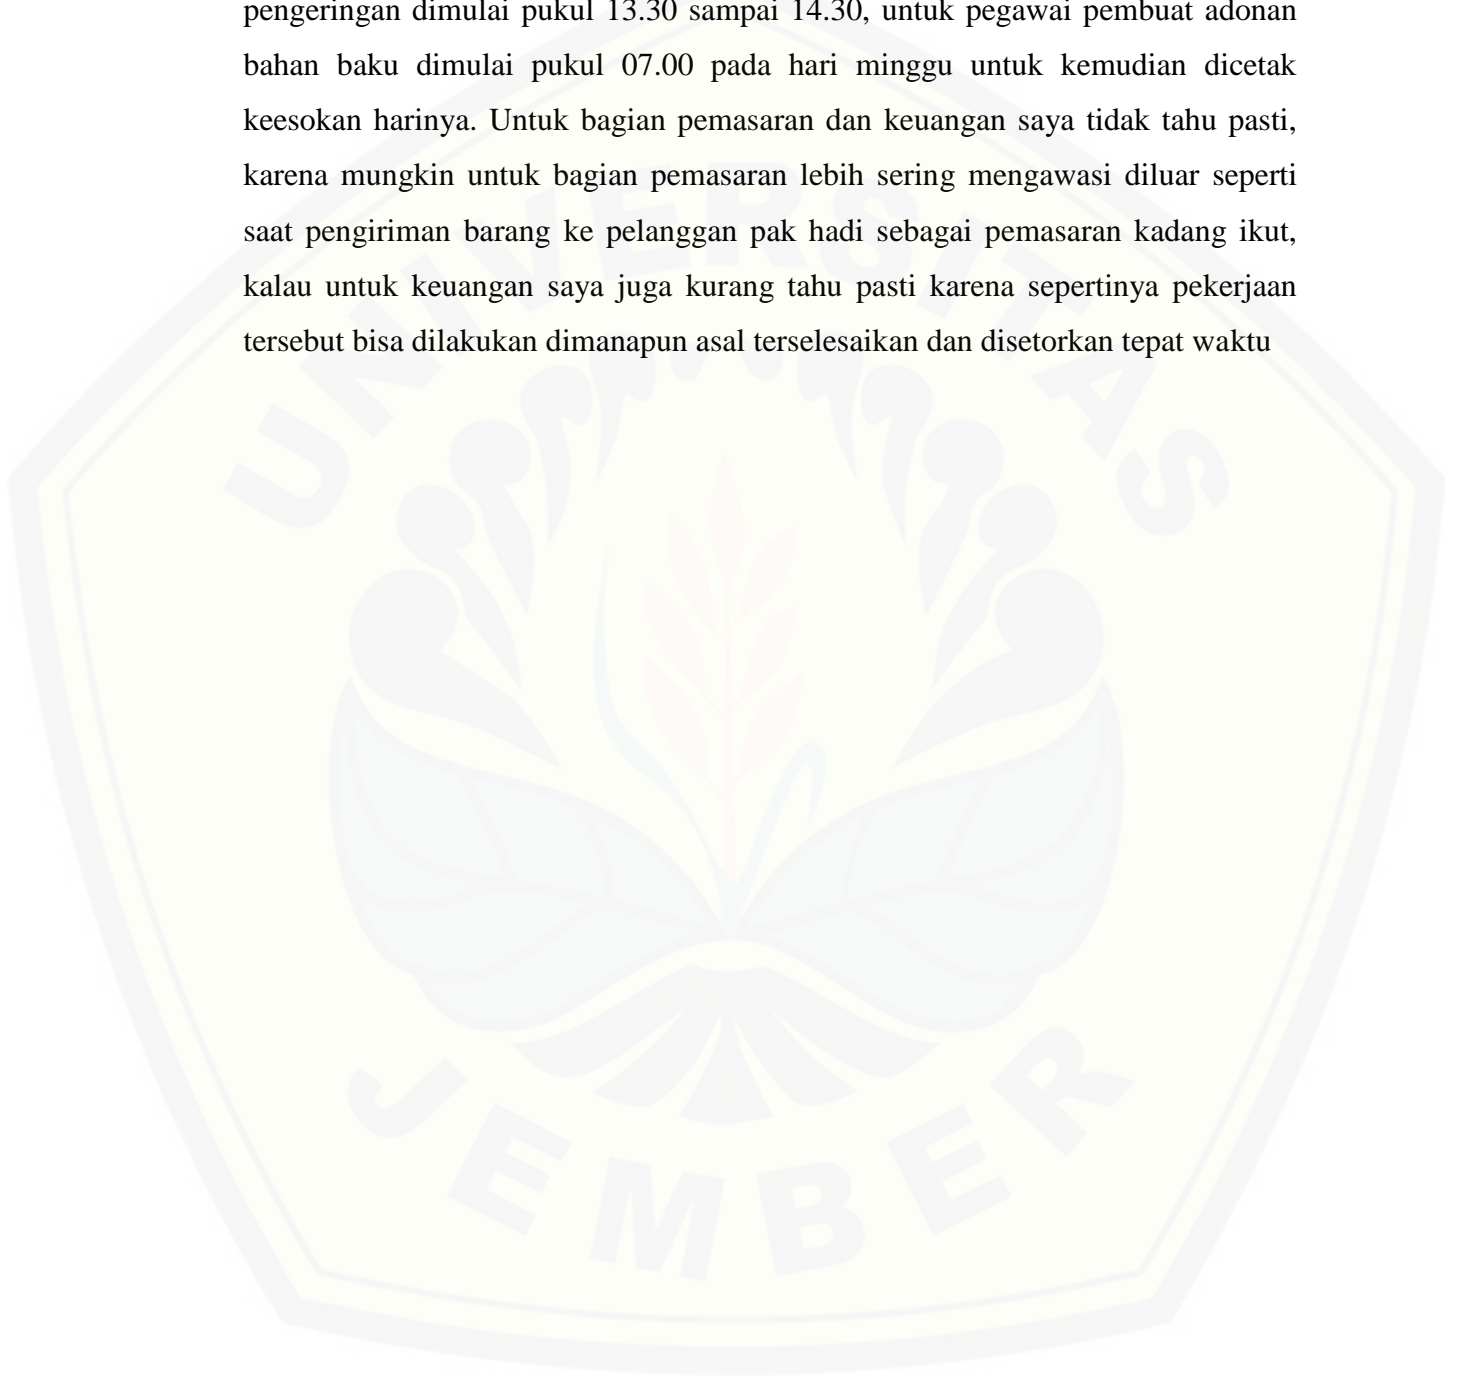 pengeringan dimulai pukul 13.30 sampai 14.30, untuk pegawai pembuat adonan
bahan baku dimulai pukul 07.00 pada hari minggu untuk kemudian dicetak
keesokan harinya. Untuk bagian pemasaran dan keuangan saya tidak tahu pasti,
karena mungkin untuk bagian pemasaran lebih sering mengawasi diluar seperti
saat pengiriman barang ke pelanggan pak hadi sebagai pemasaran kadang ikut,
kalau untuk keuangan saya juga kurang tahu pasti karena sepertinya pekerjaan
tersebut bisa dilakukan dimanapun asal terselesaikan dan disetorkan tepat waktu
UNIVERSITAS
JEMBER